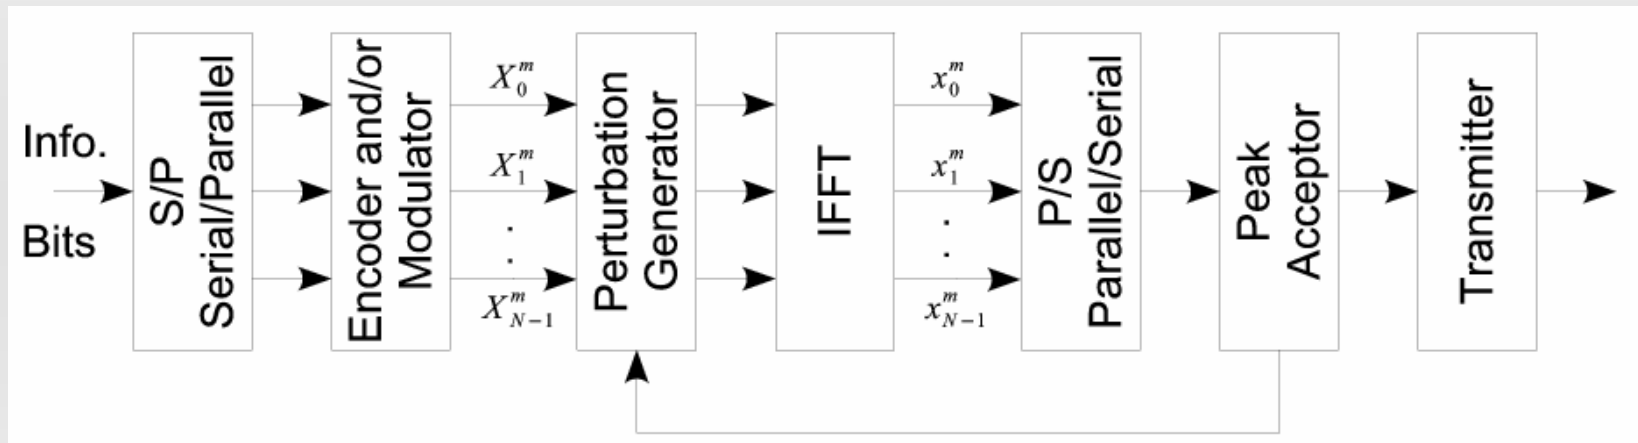 Info.
Bits
S/P
Serial/Parallel
Encoder and/or
Modulator
X_0^m
X_1^m
.
.
X_{N-1}^m
Perturbation
Generator
IFFT
x_0^m
x_1^m
.
.
x_{N-1}^m
P/S
Parallel/Serial
Peak
Acceptor
Transmitter